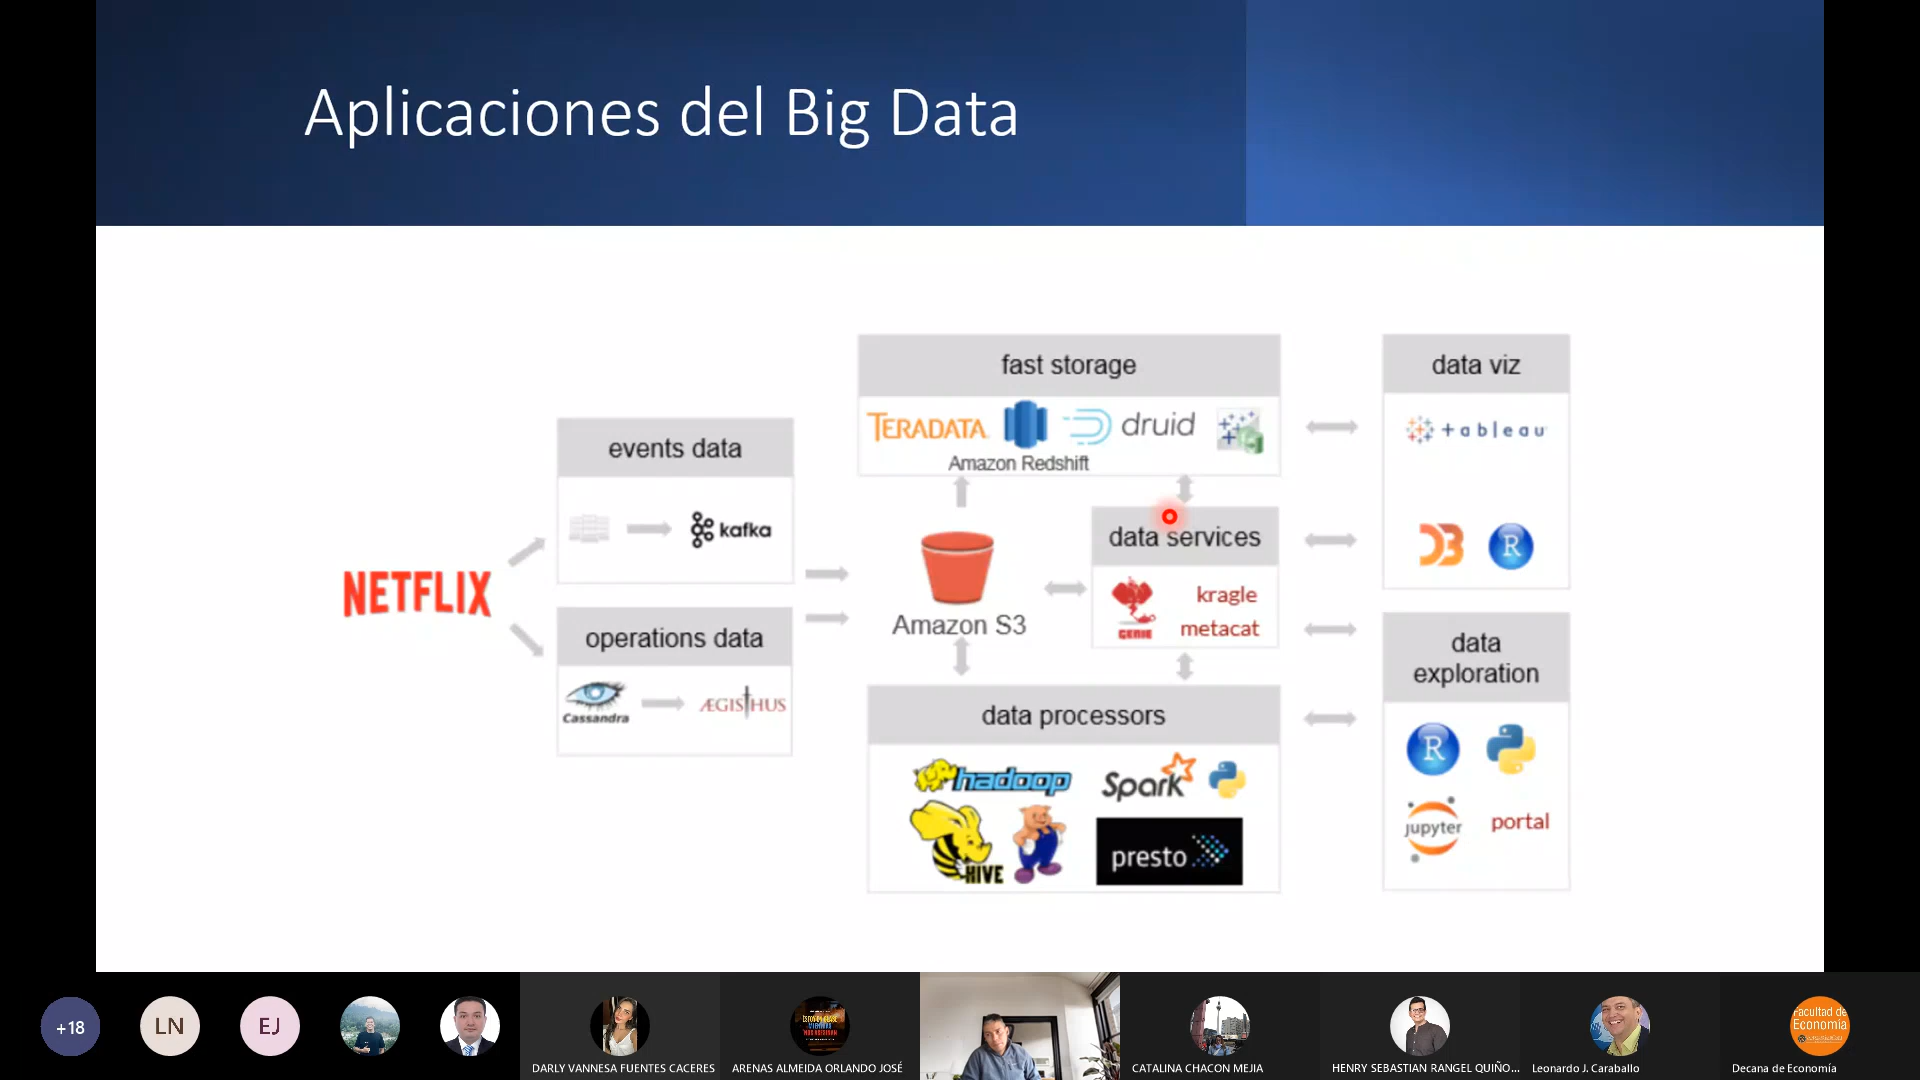 Aplicaciones del Big Data
fast storage
TERADATA
druid
Amazon Redshift
data viz
+ableau
D3
R
events data
kafka
NETFLIX
operations data
Cassandra
ÆGISTHUS
Amazon S3
data services
GENIE
kragle
metacat
data processors
hadoop
Spark
HIVE
presto
data
exploration
R
jupyter
portal
+18
LN
EJ
DARLY VANNESA FUENTES CACERES
ARENAS ALMEIDA ORLANDO JOSÉ
CATALINA CHACON MEJIA
HENRY SEBASTIAN RANGEL QUIÑO...
Leonardo J. Caraballo
Facultad de
Economía
Decana de Economía